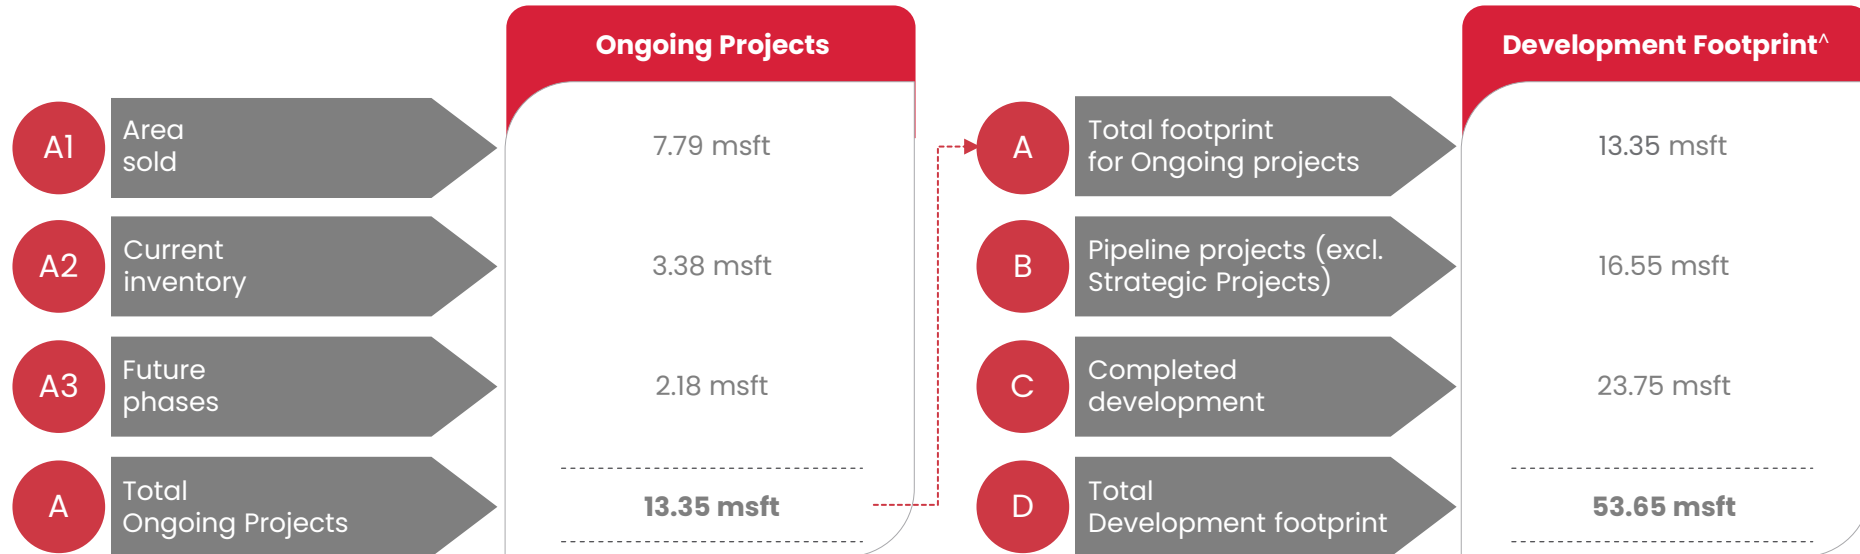 Ongoing Projects
A1
Area
sold
7.79 msft
A2
Current
inventory
3.38 msft
A3
Future
phases
2.18 msft
A
Total
Ongoing Projects
13.35 msft
Development Footprint^
A
Total footprint
for Ongoing projects
13.35 msft
B
Pipeline projects (excl.
Strategic Projects)
16.55 msft
C
Completed
development
23.75 msft
D
Total
Development footprint
53.65 msft